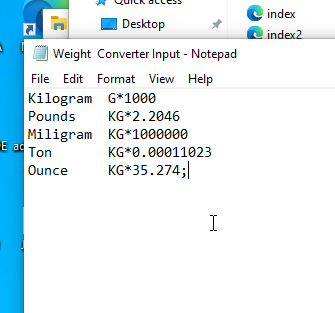 Quick access
Desktop
index
index2
Weight  Converter Input - Notepad
File Edit Format View Help
Kilogram  G*1000
Pounds    KG*2.2046
Miligram  KG*1000000
Ton       KG*0.00011023
Ounce     KG*35.274;